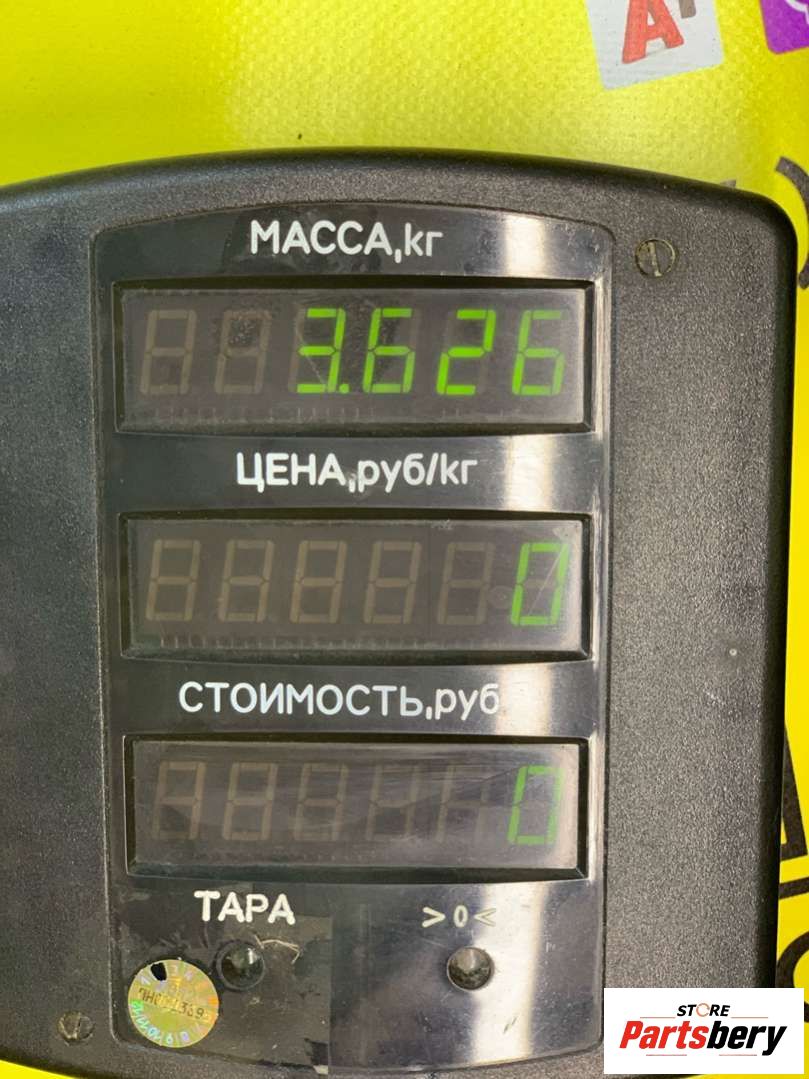 МАССА,кг
3.626
ЦЕНА,руб/кг
0
СТОИМОСТЬ,руб
0
ТАРА
>0<
STORE
Partsbery